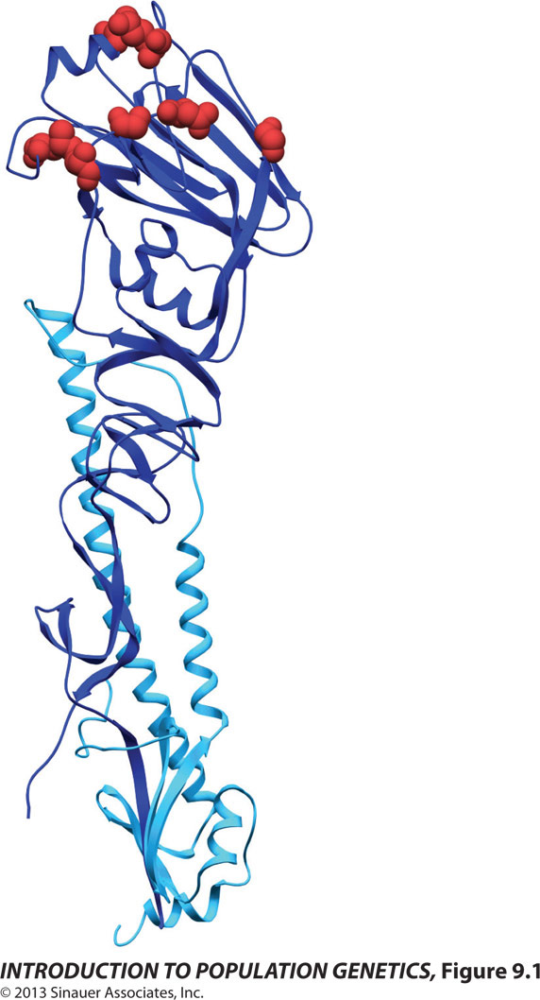 INTRODUCTION TO POPULATION GENETICS, Figure 9.1
© 2013 Sinauer Associates, Inc.